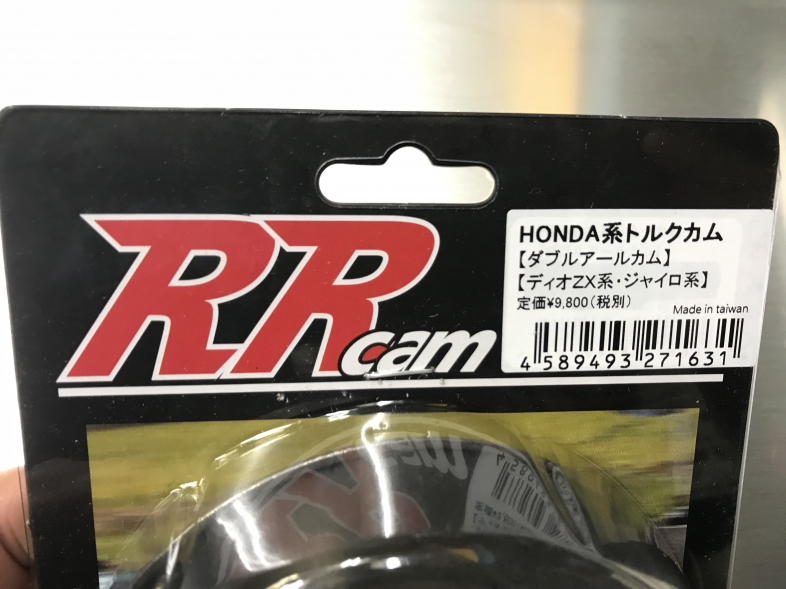 RR
cam
HONDA系トルクカム
【ダブルアールカム】
【ディオZX系・ジャイロ系】
定価¥9,800(税別)
Made in taiwan
4 589493 271631